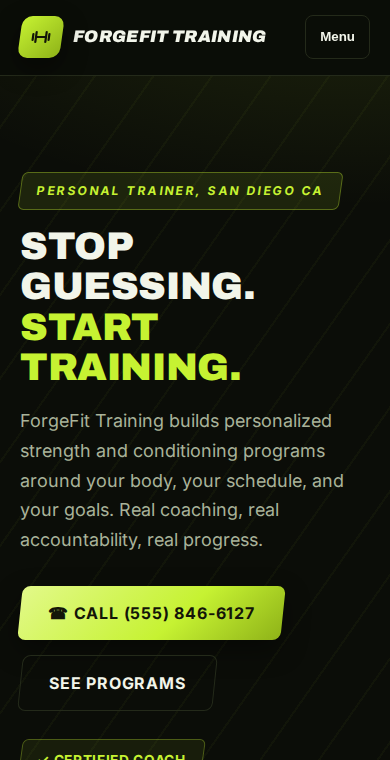 FORGEFIT TRAINING
Menu
PERSONAL TRAINER, SAN DIEGO CA
STOP
GUESSING.
START
TRAINING.
ForgeFit Training builds personalized
strength and conditioning programs
around your body, your schedule, and
your goals. Real coaching, real
accountability, real progress.
☎ CALL (555) 846-6127
SEE PROGRAMS
✓ CERTIFIED COACH